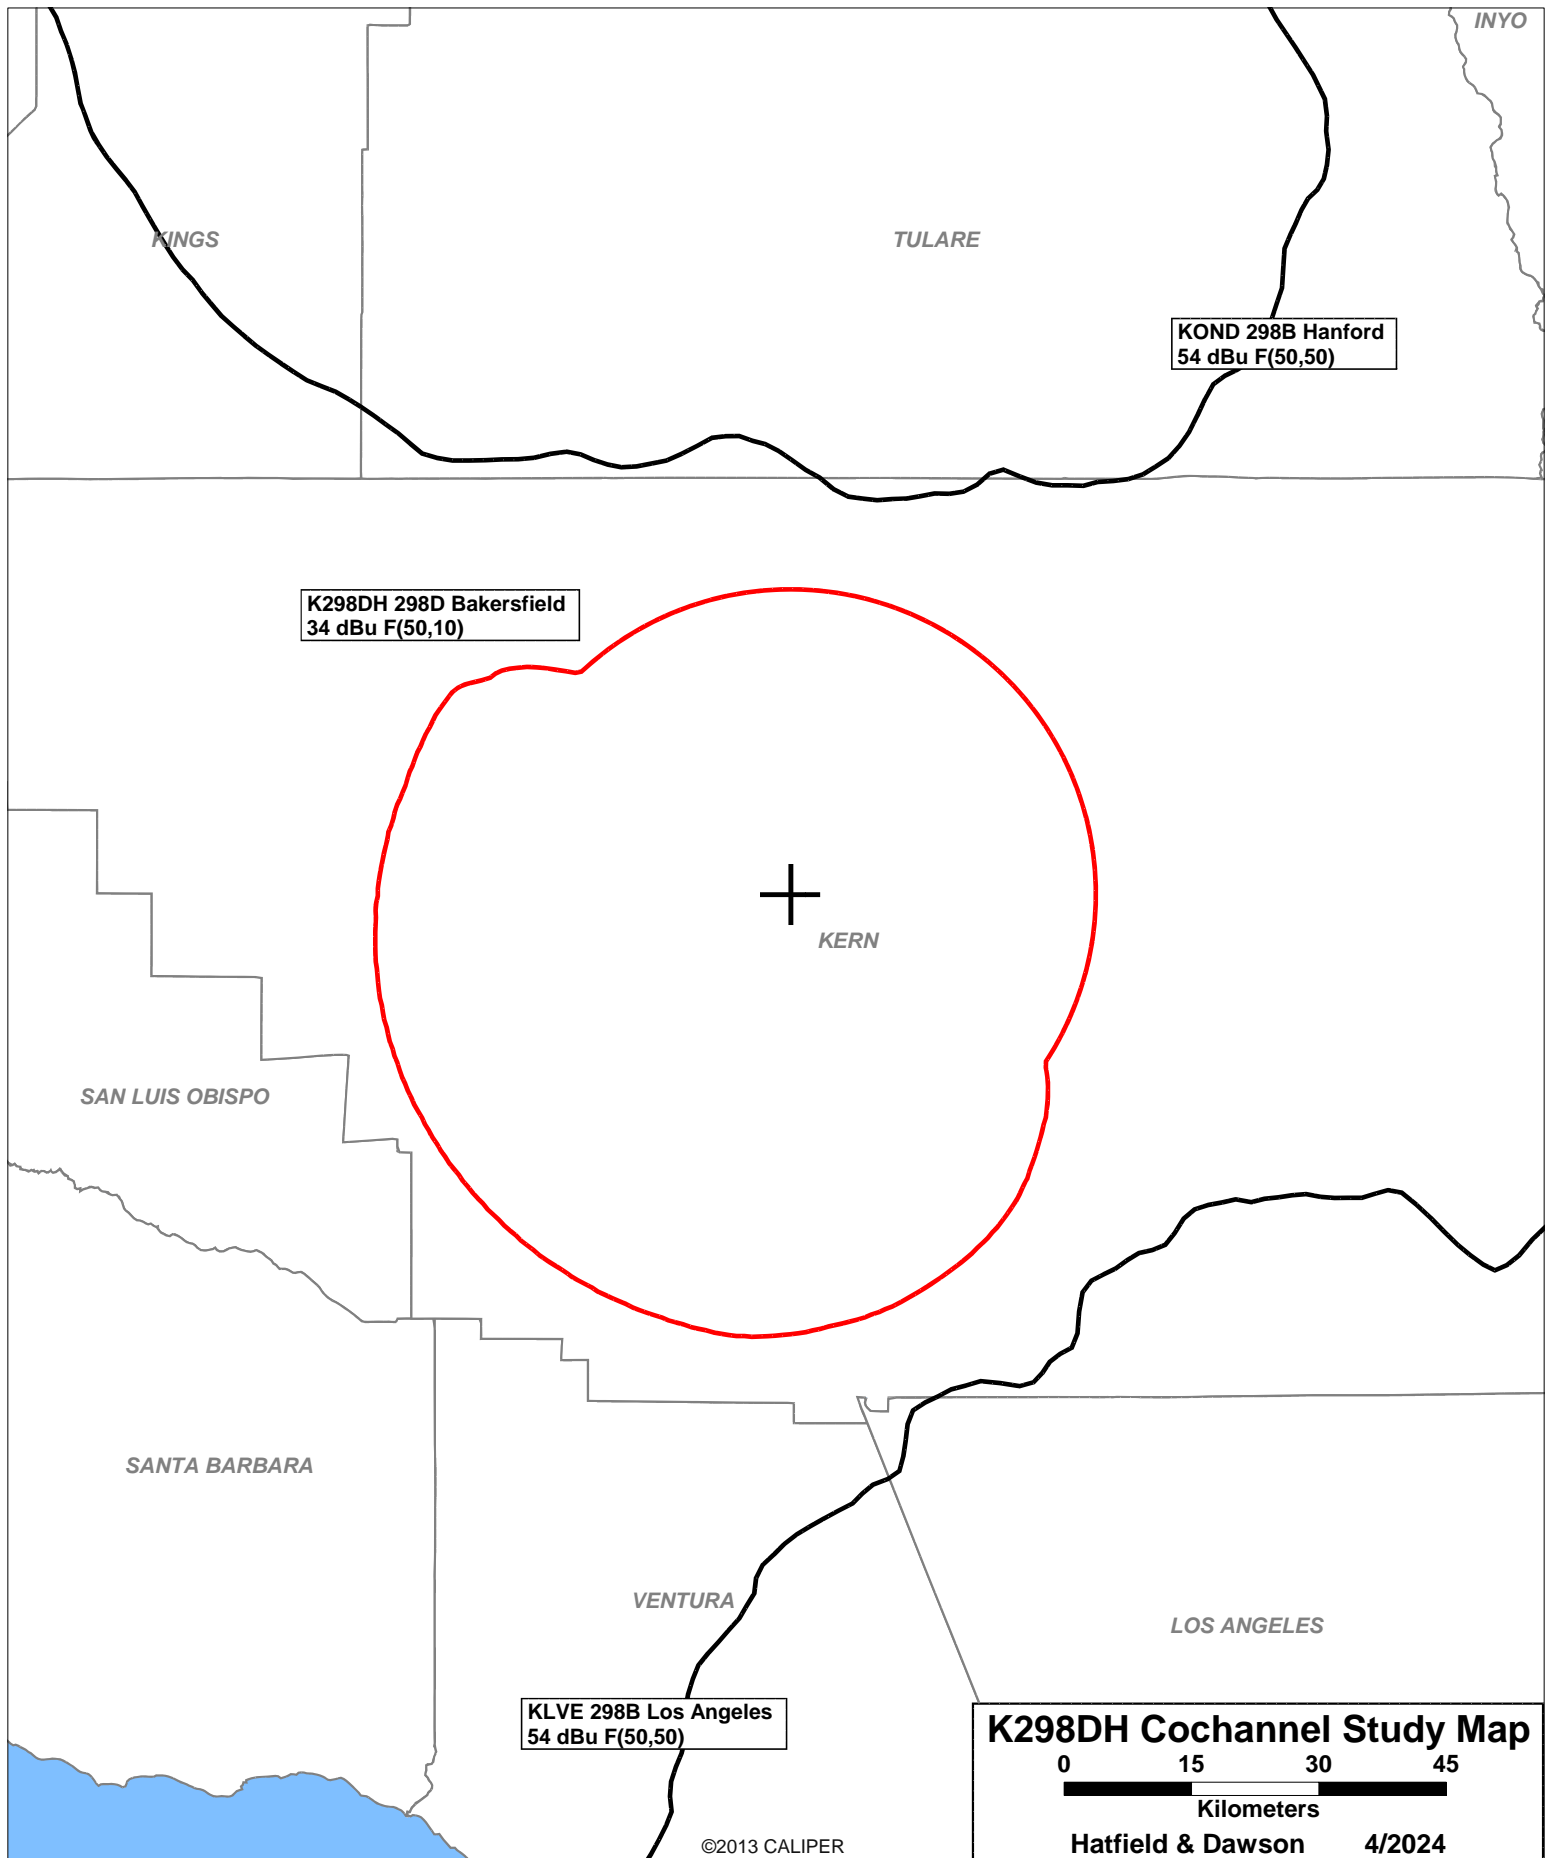 INYO
KINGS
TULARE
KOND 298B Hanford
54 dBu F(50,50)
K298DH 298D Bakersfield
34 dBu F(50,10)
KERN
SAN LUIS OBISPO
SANTA BARBARA
VENTURA
LOS ANGELES
KLVE 298B Los Angeles
54 dBu F(50,50)
K298DH Cochannel Study Map
0 15 30 45
Kilometers
Hatfield & Dawson 4/2024
©2013 CALIPER